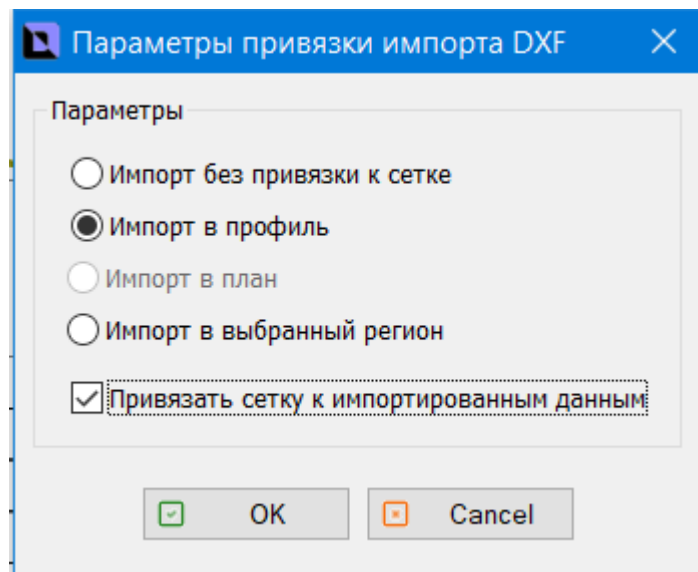 Параметры привязки импорта DXF
Параметры
Импорт без привязки к сетке
Импорт в профиль
Импорт в план
Импорт в выбранный регион
Привязать сетку к импортированным данным
OK
Cancel